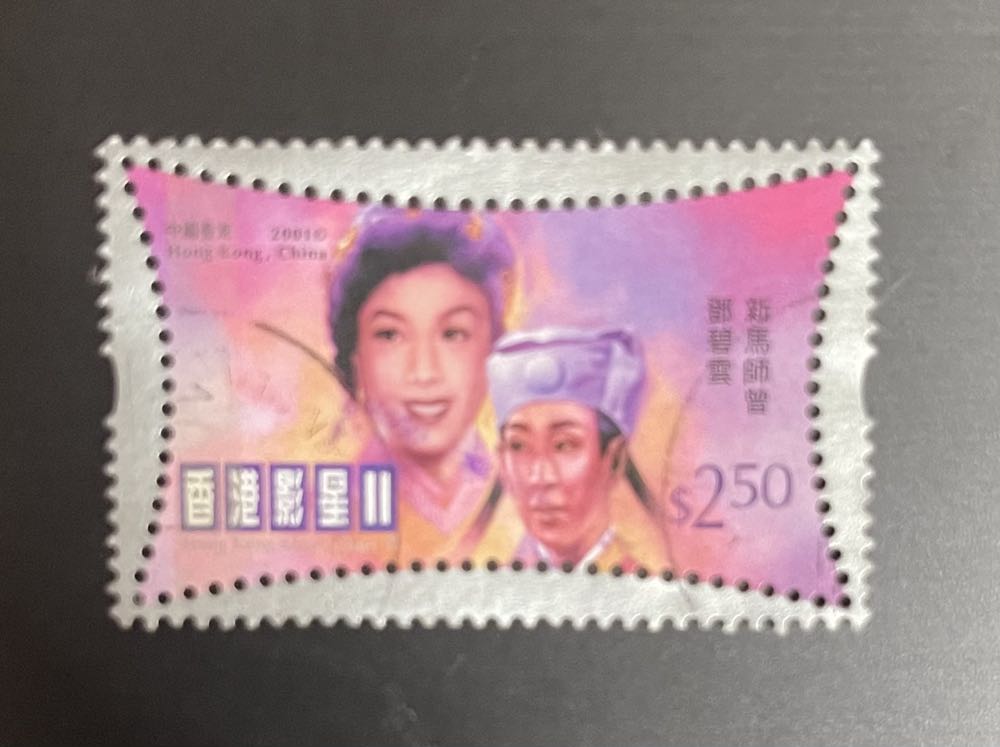 中國香港 2001©
Hong Kong, China
新馬師曾
鄧碧雲
香港影星II
$2.50